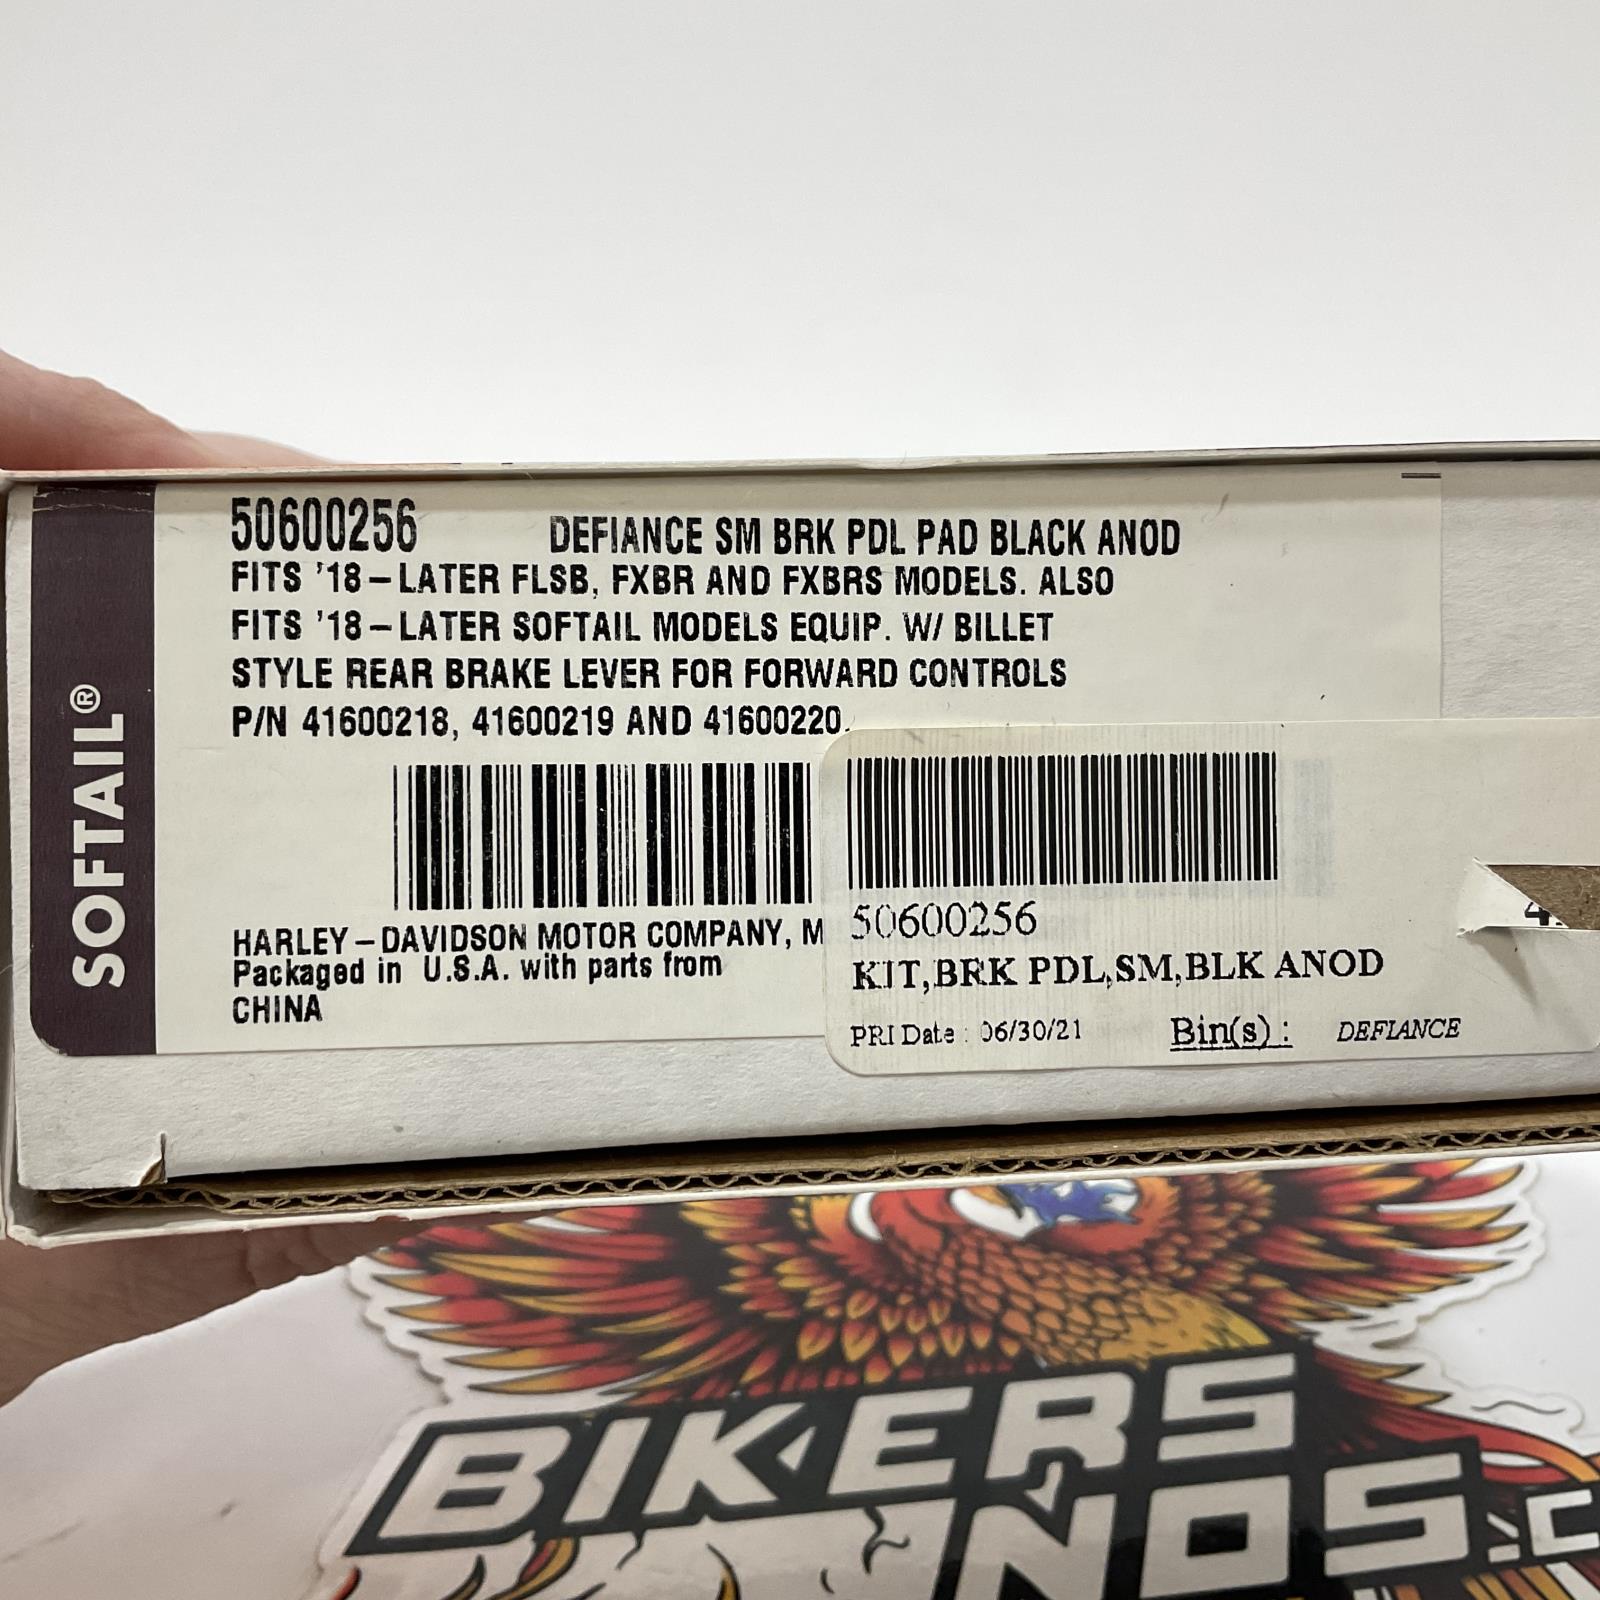 SOFTAIL®
50600256 DEFIANCE SM BRK PDL PAD BLACK ANOD
FITS '18–LATER FLSB, FXBR AND FXBRS MODELS. ALSO
FITS '18–LATER SOFTAIL MODELS EQUIP. W/ BILLET
STYLE REAR BRAKE LEVER FOR FORWARD CONTROLS
P/N 41600218, 41600219 AND 41600220.
HARLEY–DAVIDSON MOTOR COMPANY, M
Packaged in U.S.A. with parts from
CHINA
50600256
KIT,BRK PDL,SM,BLK ANOD
PRI Date : 06/30/21 Bin(s) : DEFIANCE
BIKERS